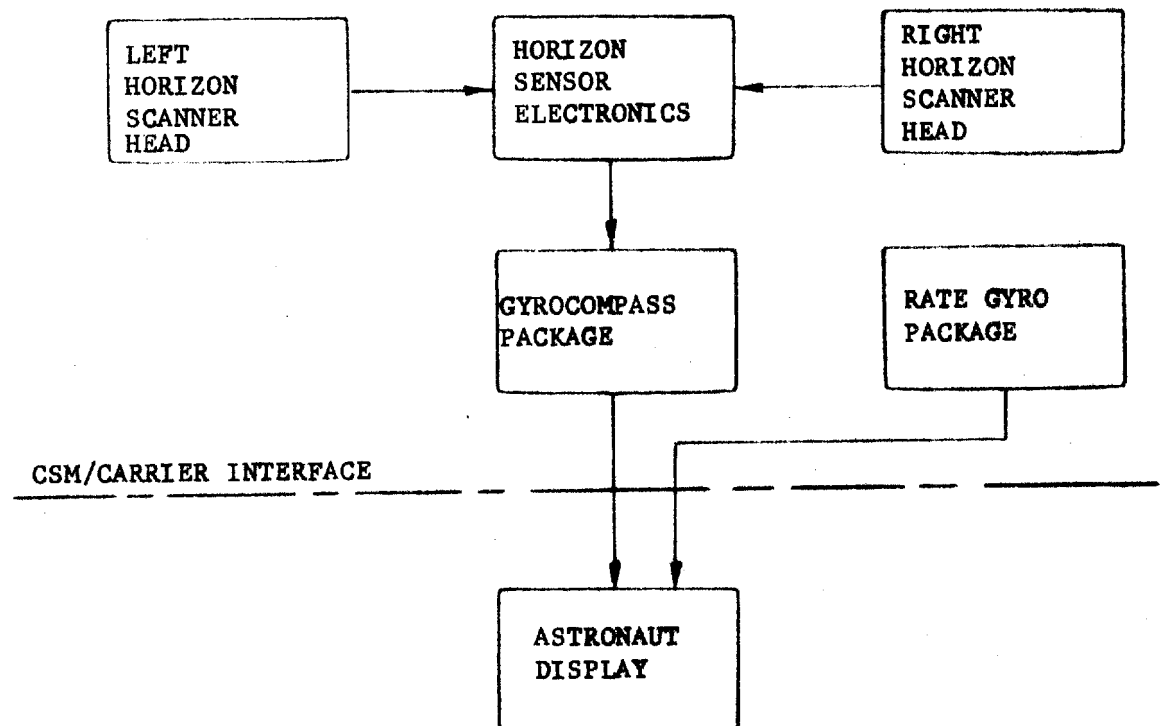 LEFT
HORIZON
SCANNER
HEAD
HORIZON
SENSOR
ELECTRONICS
RIGHT
HORIZON
SCANNER
HEAD
GYROCOMPASS
PACKAGE
RATE GYRO
PACKAGE
CSM/CARRIER INTERFACE
ASTRONAUT
DISPLAY